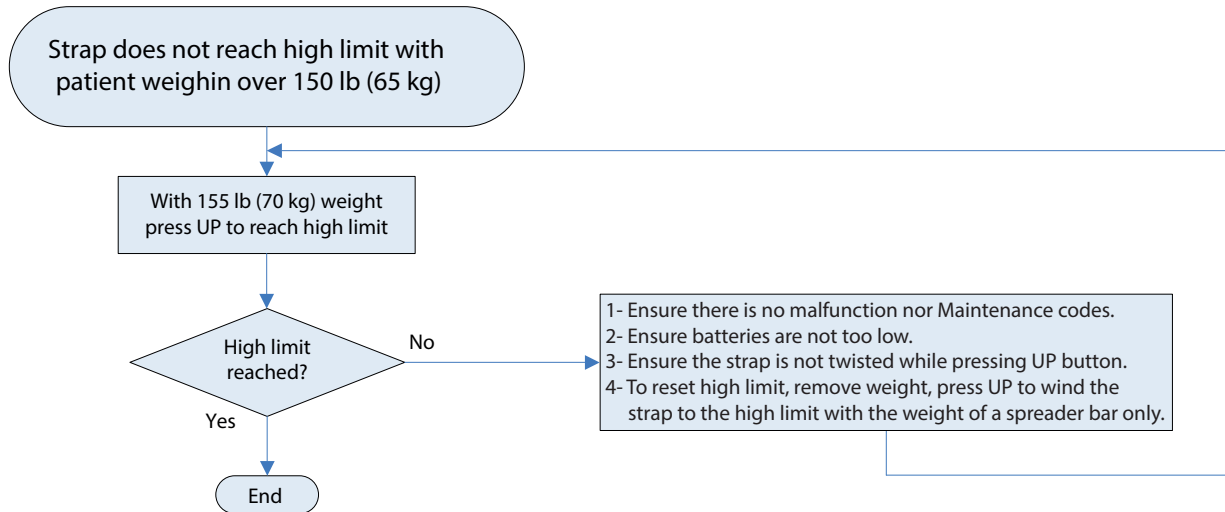 Strap does not reach high limit with
patient weighin over 150 lb (65 kg)
With 155 lb (70 kg) weight
press UP to reach high limit
High limit
reached?
No
Yes
1- Ensure there is no malfunction nor Maintenance codes.
2- Ensure batteries are not too low.
3- Ensure the strap is not twisted while pressing UP button.
4- To reset high limit, remove weight, press UP to wind the
strap to the high limit with the weight of a spreader bar only.
End